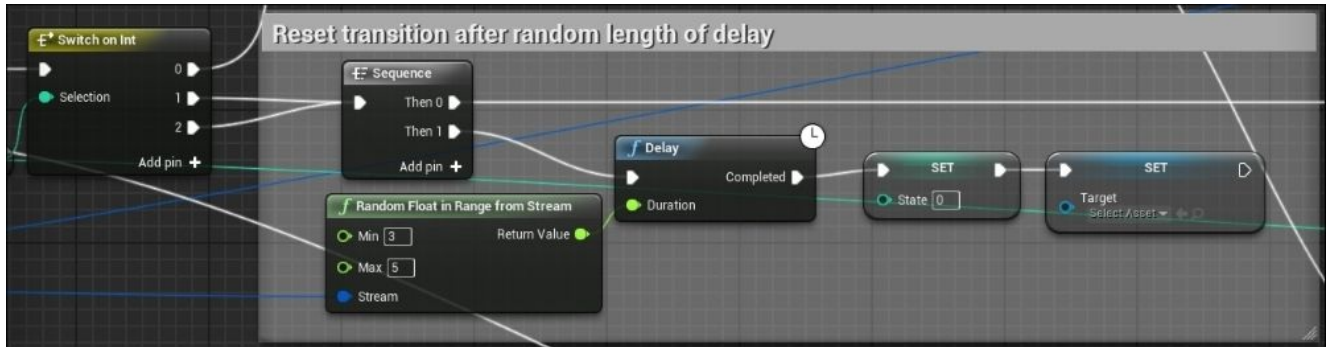 Reset transition after random length of delay
Switch on Int
0
Selection
1
2
Add pin
Sequence
Then 0
Then 1
Add pin
f Random Float in Range from Stream
Min 3
Return Value
Max 5
Stream
f Delay
Completed
Duration
SET
State 0
SET
Target
Select Asset